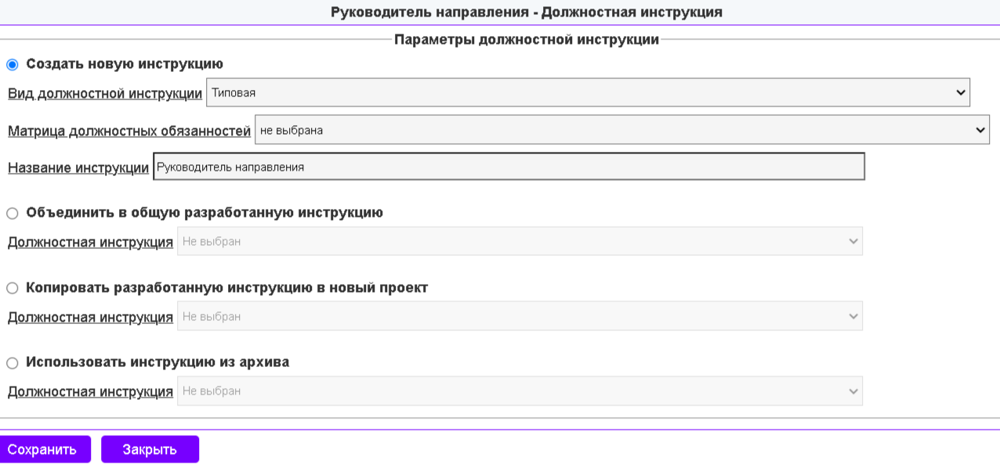 Руководитель направления - Должностная инструкция
Параметры должностной инструкции
Создать новую инструкцию
Вид должностной инструкции Типовая
Матрица должностных обязанностей не выбрана
Название инструкции Руководитель направления
Объединить в общую разработанную инструкцию
Должностная инструкция Не выбран
Копировать разработанную инструкцию в новый проект
Должностная инструкция Не выбран
Использовать инструкцию из архива
Должностная инструкция Не выбран
Сохранить Закрыть